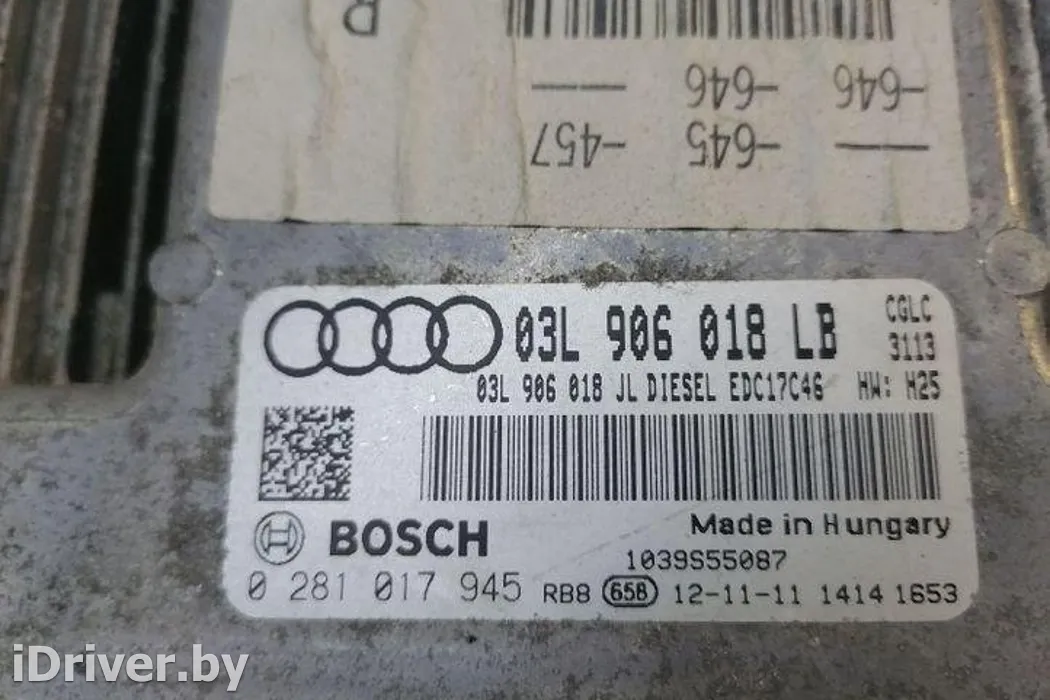 R
-646 -646 ---
--- -645 -457
03L 906 018 LB CGLC
3113
03L 906 018 JL DIESEL EDC17C46 HW: H25
BOSCH
Made in Hungary
1039S55087
0 281 017 945 RB8 658 12-11-11 1414 1653
iDriver.by